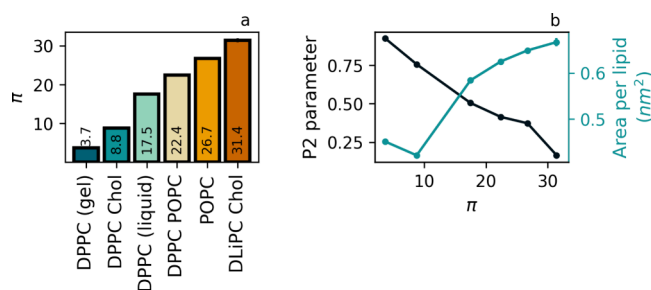 a
π
30
20
10
3.7
8.8
17.5
22.4
26.7
31.4
DPPC (gel)
DPPC Chol
DPPC (liquid)
DPPC POPC
POPC
DLiPC Chol
b
P2 parameter
0.75
0.50
0.25
10
20
30
π
0.6
0.5
Area per lipid
(nm²)